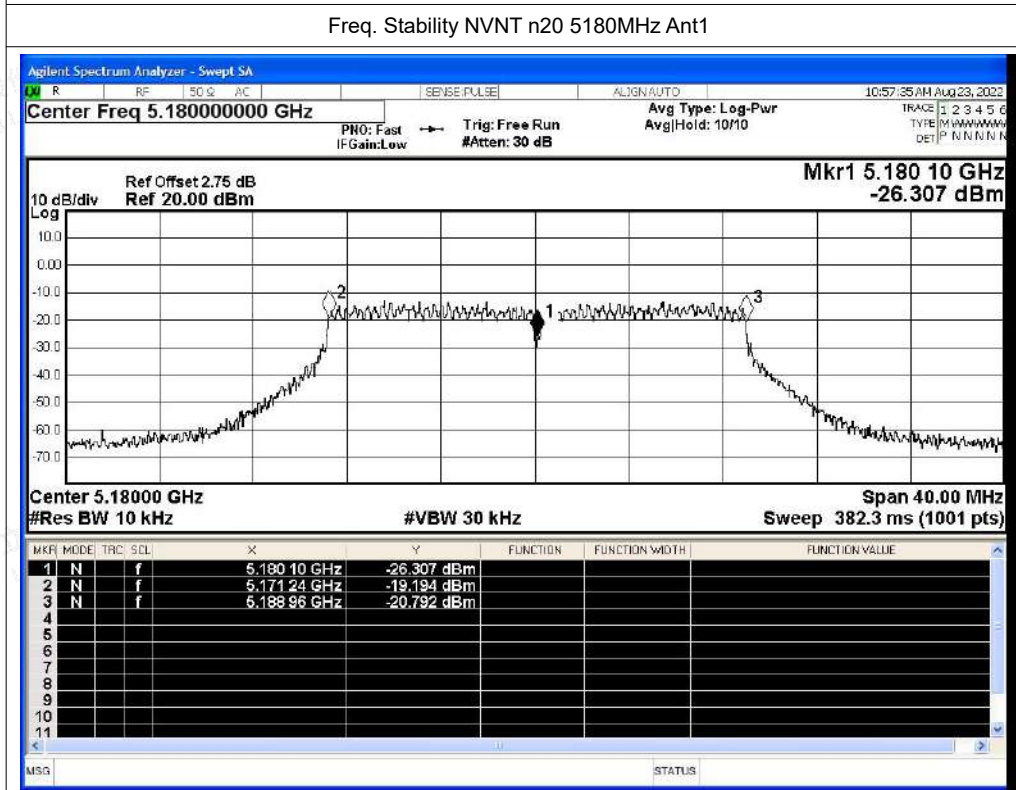 Freq. Stability NVNT n20 5180MHz Ant1
Agilent Spectrum Analyzer - Swept SA
R RF 50 Ω AC SENSE:PULSE ALIGNAUTO 10:57:35 AM Aug 23, 2022
Center Freq 5.180000000 GHz Avg Type: Log-Pwr TRACE 1 2 3 4 5 6
PNO: Fast Trig: Free Run Avg|Hold: 10/10 TYPE M
IFGain:Low #Atten: 30 dB DET P N N N N N
Mkr1 5.180 10 GHz
Ref Offset 2.75 dB
10 dB/div Ref 20.00 dBm -26.307 dBm
Log
10.0
0.00
-10.0
2 3
1
-20.0
-30.0
-40.0
-50.0
-60.0
-70.0
Center 5.18000 GHz Span 40.00 MHz
#Res BW 10 kHz #VBW 30 kHz Sweep 382.3 ms (1001 pts)
MKR MODE TRC SCL X Y FUNCTION FUNCTION WIDTH FUNCTION VALUE
1 N f 5.180 10 GHz -26.307 dBm
2 N f 5.171 24 GHz -19.194 dBm
3 N f 5.188 96 GHz -20.792 dBm
4
5
6
7
8
9
10
11
MSG STATUS